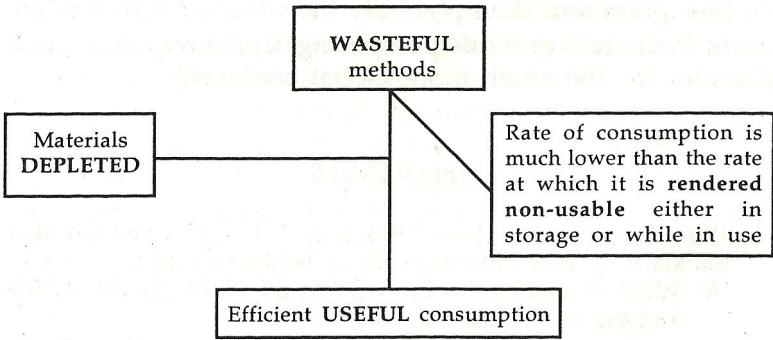 WASTEFUL
methods
Materials
DEPLETED
Rate of consumption is
much lower than the rate
at which it is rendered
non-usable either in
storage or while in use
Efficient USEFUL consumption